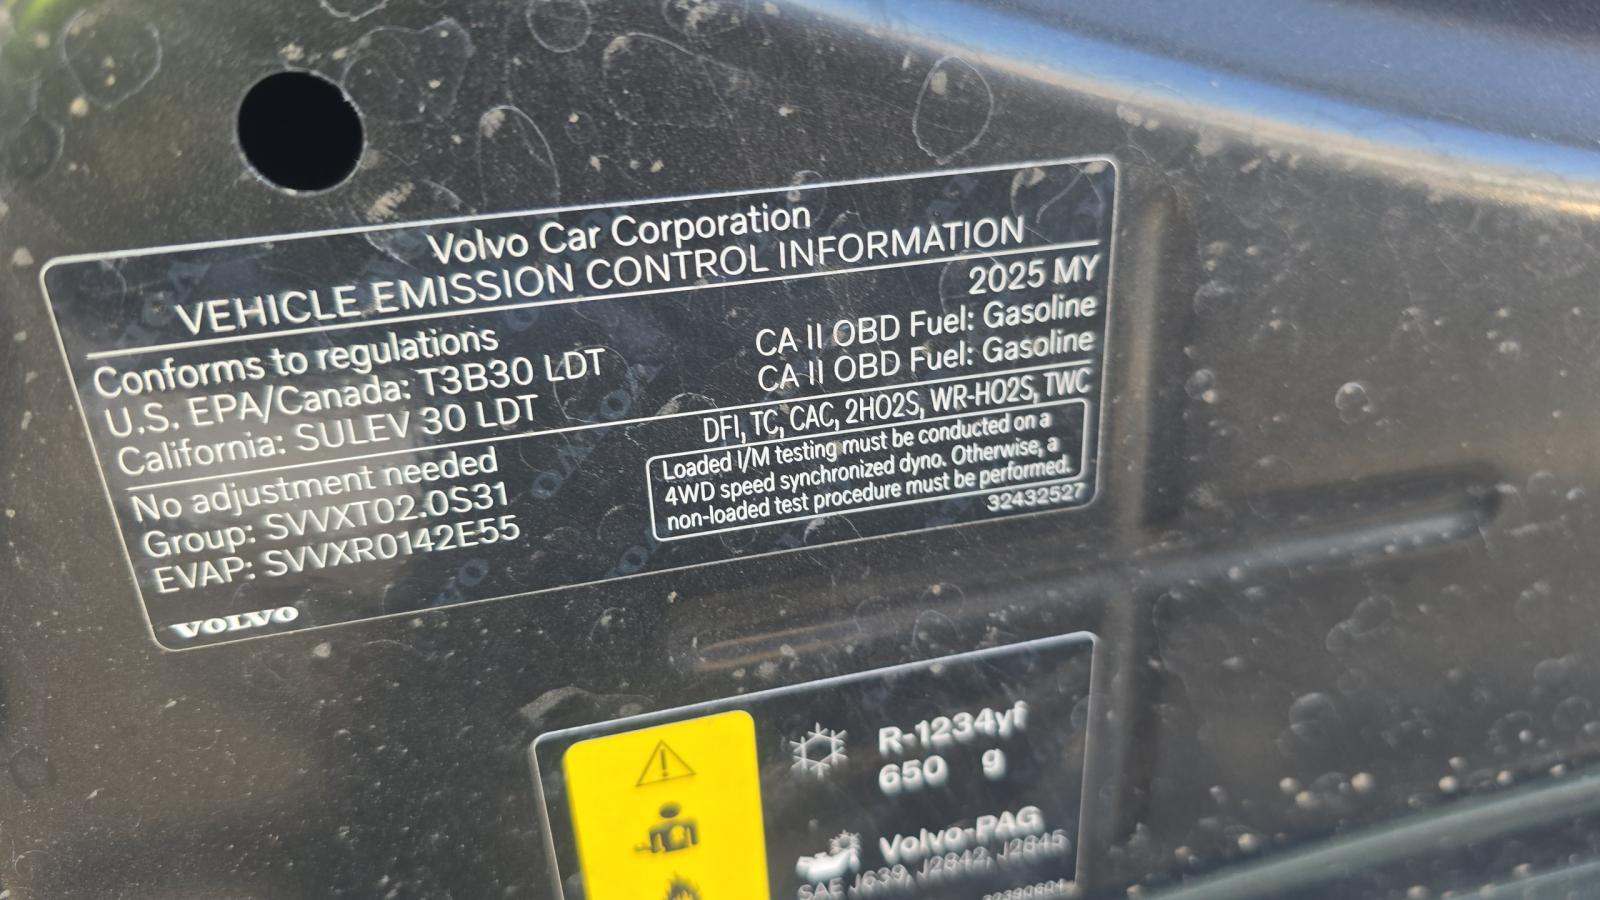 Volvo Car Corporation
VEHICLE EMISSION CONTROL INFORMATION
2025 MY
Conforms to regulations
U.S. EPA/Canada: T3B30 LDT CA II OBD Fuel: Gasoline
California: SULEV 30 LDT CA II OBD Fuel: Gasoline
No adjustment needed DFI, TC, CAC, 2HO2S, WR-HO2S, TWC
Group: SVVXT02.0S31
EVAP: SVVXR0142E55
Loaded I/M testing must be conducted on a
4WD speed synchronized dyno. Otherwise, a
non-loaded test procedure must be performed.
32432527
VOLVO
R-1234yf
650 g
Volvo-PAG
SAE J639, J2842, J2845